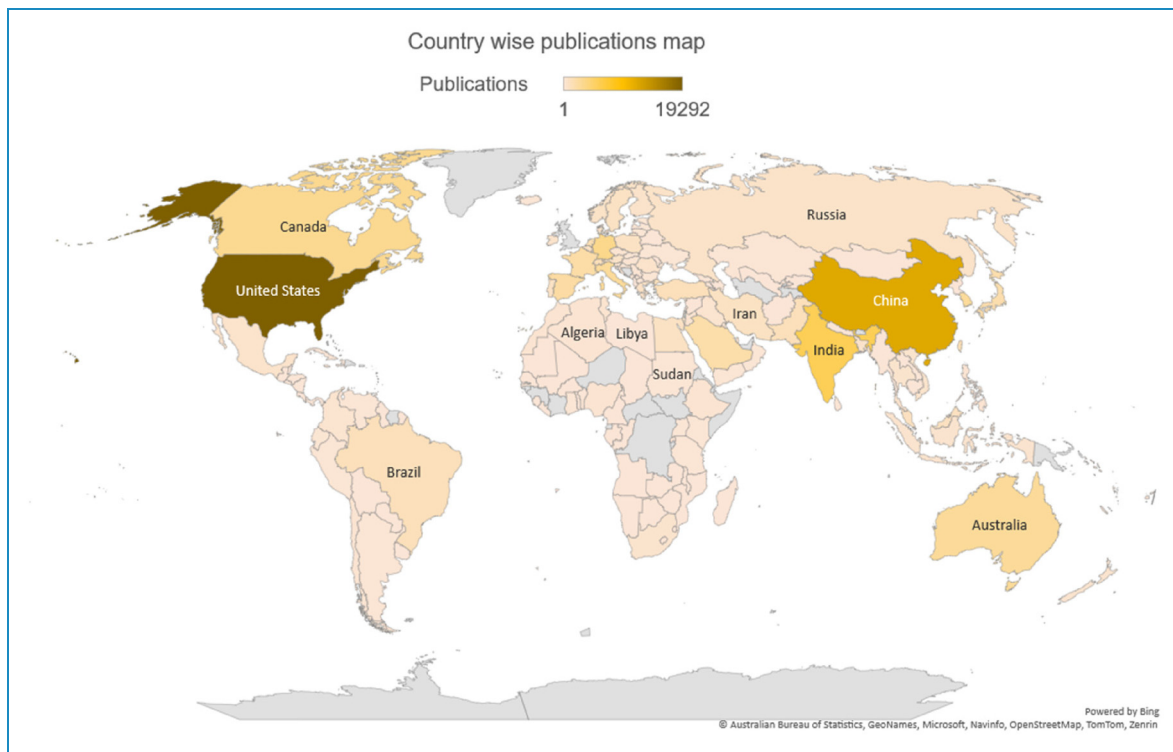 Country wise publications map
Publications
1 19292
Russia
Canada
United States
China
Iran
Algeria Libya
India
Sudan
Brazil
Australia
Powered by Bing
© Australian Bureau of Statistics, GeoNames, Microsoft, Navinfo, OpenStreetMap, TomTom, Zenrin